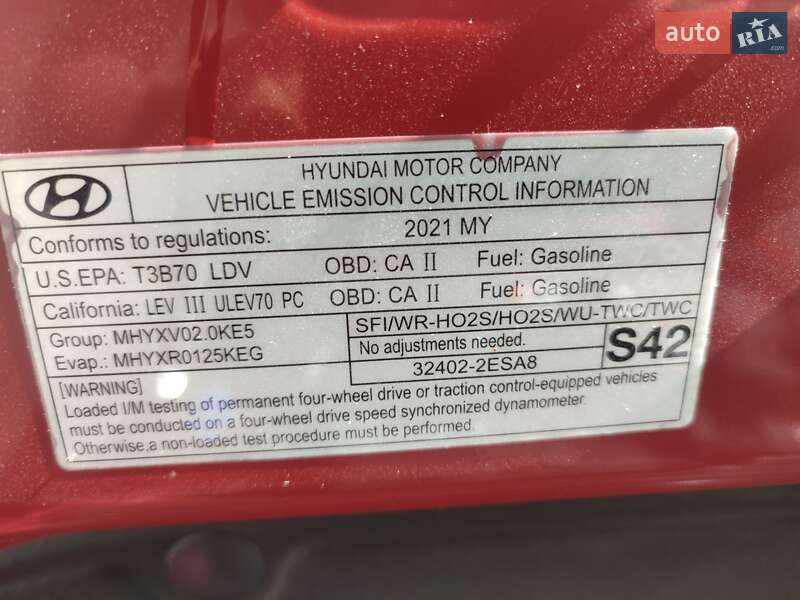 auto RIA.com
HYUNDAI MOTOR COMPANY
VEHICLE EMISSION CONTROL INFORMATION
Conforms to regulations: 2021 MY
U.S.EPA: T3B70 LDV OBD: CA II Fuel: Gasoline
California: LEV III ULEV70 PC OBD: CA II Fuel: Gasoline
Group: MHYXV02.0KE5 SFI/WR-HO2S/HO2S/WU-TWC/TWC
Evap.: MHYXR0125KEG No adjustments needed. S42
32402-2ESA8
[WARNING]
Loaded I/M testing of permanent four-wheel drive or traction control-equipped vehicles
must be conducted on a four-wheel drive speed synchronized dynamometer.
Otherwise,a non-loaded test procedure must be performed.